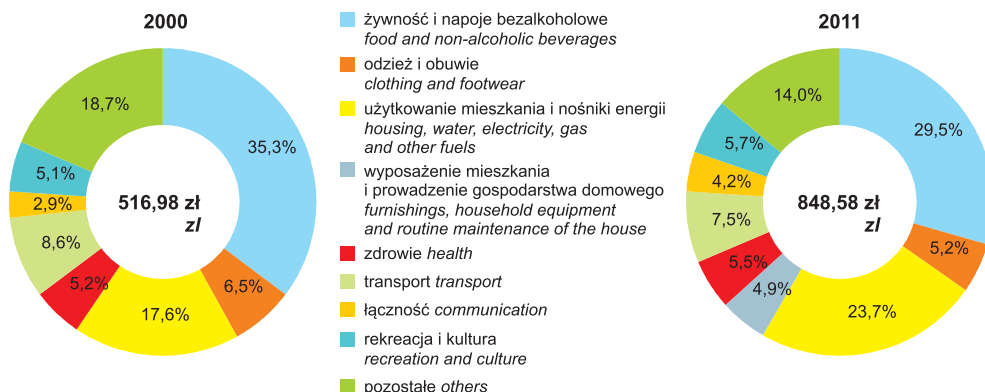 2000
18,7%
35,3%
5,1%
2,9%
8,6%
5,2%
17,6%
6,5%
516,98 zł
zl
żywność i napoje bezalkoholowe
food and non-alcoholic beverages
odzież i obuwie
clothing and footwear
użytkowanie mieszkania i nośniki energii
housing, water, electricity, gas
and other fuels
wyposażenie mieszkania
i prowadzenie gospodarstwa domowego
furnishings, household equipment
and routine maintenance of the house
zdrowie health
transport transport
łączność communication
rekreacja i kultura
recreation and culture
pozostałe others
2011
14,0%
29,5%
5,7%
4,2%
7,5%
5,5%
4,9%
23,7%
5,2%
848,58 zł
zl